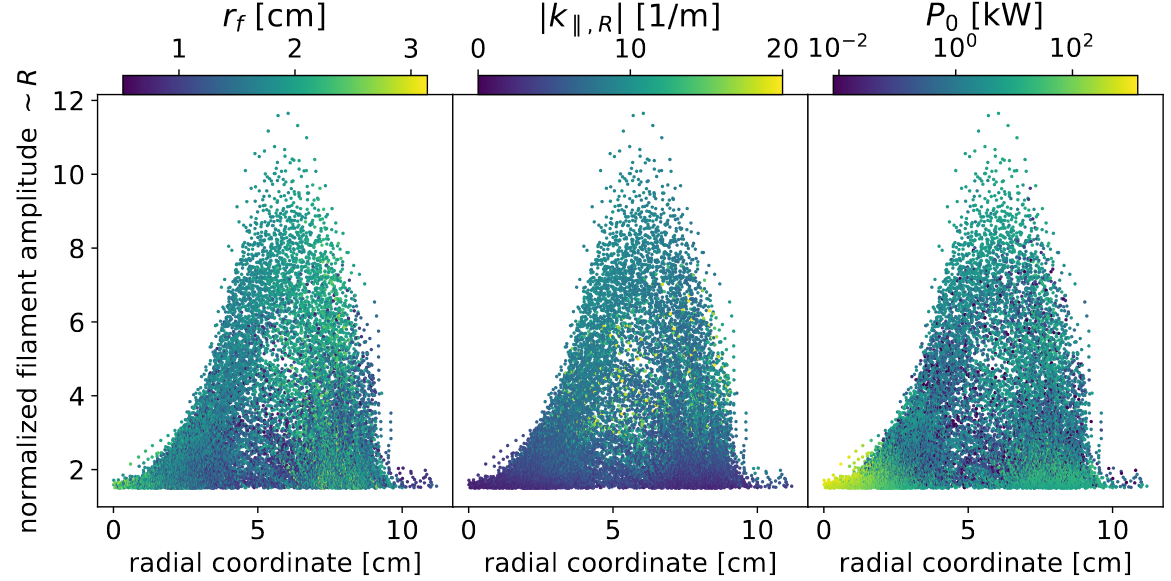 r_f [cm] |k_{∥,R}| [1/m] P_0 [kW]
1 2 3 0 10 20 10^{-2} 10^0 10^2
normalized filament amplitude ~ R
12
10
8
6
4
2
0 5 10 0 5 10 0 5 10
radial coordinate [cm] radial coordinate [cm] radial coordinate [cm]